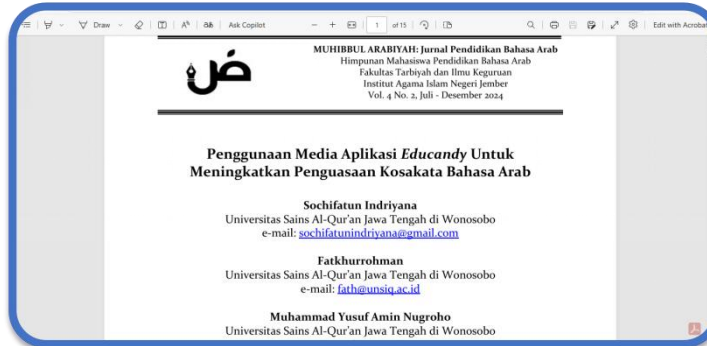 Draw
Ask Copilot
1 of 15
Edit with Acrobat
ض
MUHIBBUL ARABIYAH: Jurnal Pendidikan Bahasa Arab
Himpunan Mahasiswa Pendidikan Bahasa Arab
Fakultas Tarbiyah dan Ilmu Keguruan
Institut Agama Islam Negeri Jember
Vol. 4 No. 2, Juli - Desember 2024
Penggunaan Media Aplikasi Educandy Untuk
Meningkatkan Penguasaan Kosakata Bahasa Arab
Sochifatun Indriyana
Universitas Sains Al-Qur'an Jawa Tengah di Wonosobo
e-mail: sochifatunindriyana@gmail.com
Fatkhurrohman
Universitas Sains Al-Qur'an Jawa Tengah di Wonosobo
e-mail: fath@unsiq.ac.id
Muhammad Yusuf Amin Nugroho
Universitas Sains Al-Qur'an Jawa Tengah di Wonosobo